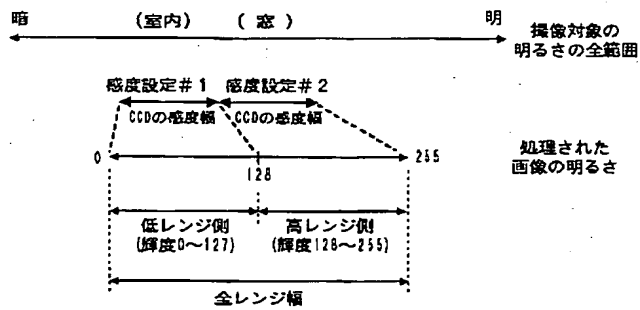 暗 (室内) (窓) 明
撮像対象の
明るさの全範囲
感度設定#1 感度設定#2
CCDの感度幅 CCDの感度幅
0 128 255
処理された
画像の明るさ
低レンジ側 高レンジ側
(輝度0~127) (輝度128~255)
全レンジ幅